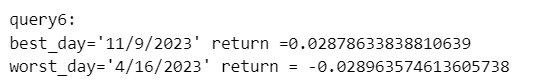 query6:
best_day='11/9/2023' return =0.02878633838810639
worst_day='4/16/2023' return = -0.028963574613605738